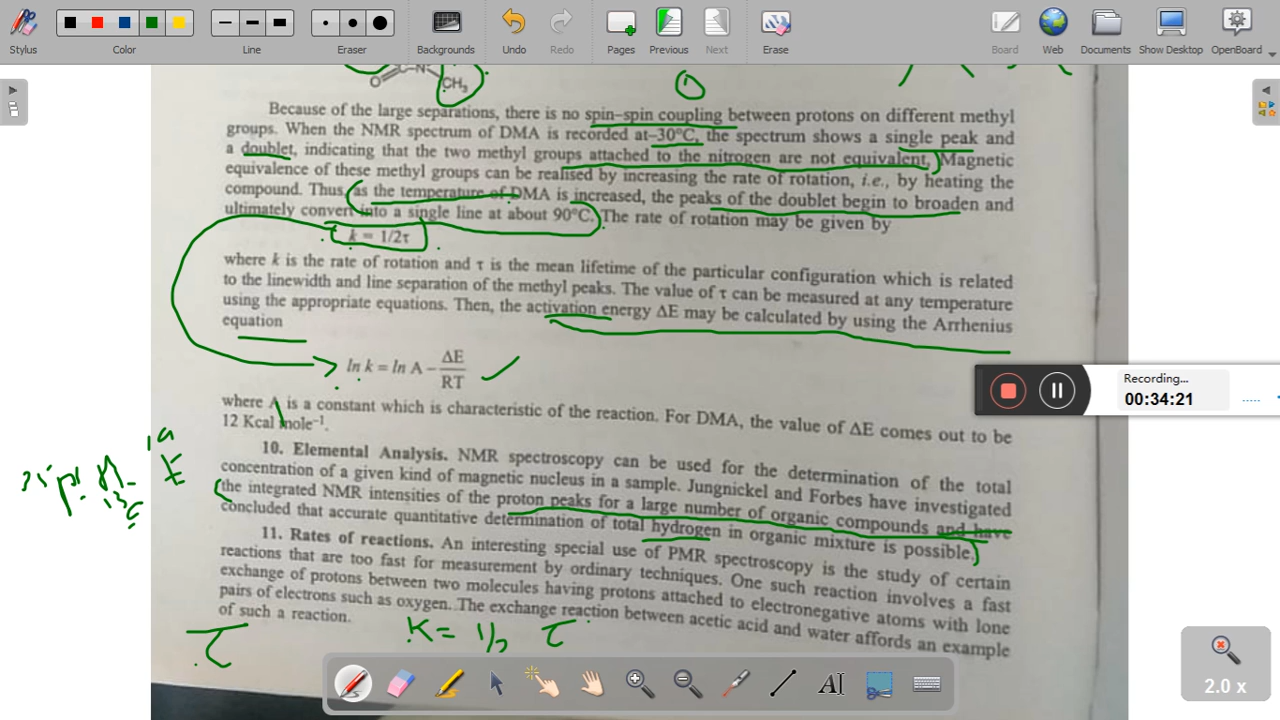 Stylus
Color
Line
Eraser
Backgrounds
Undo
Redo
Pages
Previous
Next
Erase
Board
Web
Documents
Show Desktop
OpenBoard
O
C—N
CH₃
Because of the large separations, there is no spin–spin coupling between protons on different methyl
groups. When the NMR spectrum of DMA is recorded at–30°C, the spectrum shows a single peak and
a doublet, indicating that the two methyl groups attached to the nitrogen are not equivalent, Magnetic
equivalence of these methyl groups can be realised by increasing the rate of rotation, i.e., by heating the
compound. Thus, as the temperature of DMA is increased, the peaks of the doublet begin to broaden and
ultimately convert into a single line at about 90°C. The rate of rotation may be given by
k = 1/2τ
where k is the rate of rotation and τ is the mean lifetime of the particular configuration which is related
to the linewidth and line separation of the methyl peaks. The value of τ can be measured at any temperature
using the appropriate equations. Then, the activation energy ΔE may be calculated by using the Arrhenius
equation
ln k = ln A – ΔE/RT
where A is a constant which is characteristic of the reaction. For DMA, the value of ΔE comes out to be
12 Kcal mole⁻¹.
10. Elemental Analysis. NMR spectroscopy can be used for the determination of the total
concentration of a given kind of magnetic nucleus in a sample. Jungnickel and Forbes have investigated
the integrated NMR intensities of the proton peaks for a large number of organic compounds and have
concluded that accurate quantitative determination of total hydrogen in organic mixture is possible.
11. Rates of reactions. An interesting special use of PMR spectroscopy is the study of certain
reactions that are too fast for measurement by ordinary techniques. One such reaction involves a fast
exchange of protons between two molecules having protons attached to electronegative atoms with lone
pairs of electrons such as oxygen. The exchange reaction between acetic acid and water affords an example
of such a reaction.
τ
K = 1/2 τ
Recording...
00:34:21
2.0 x